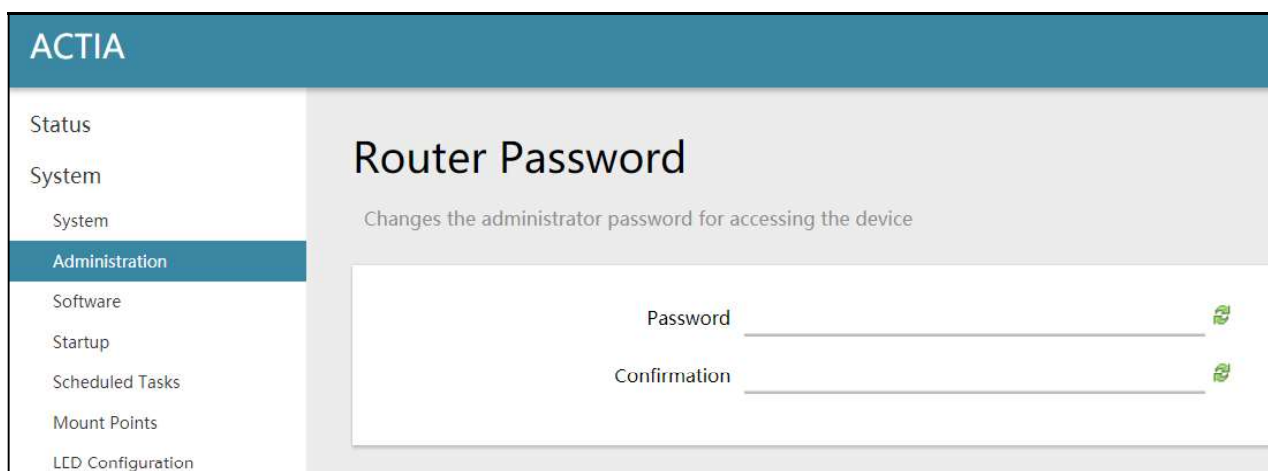 ACTIA
Status
System
System
Administration
Software
Startup
Scheduled Tasks
Mount Points
LED Configuration
Router Password
Changes the administrator password for accessing the device
Password
Confirmation